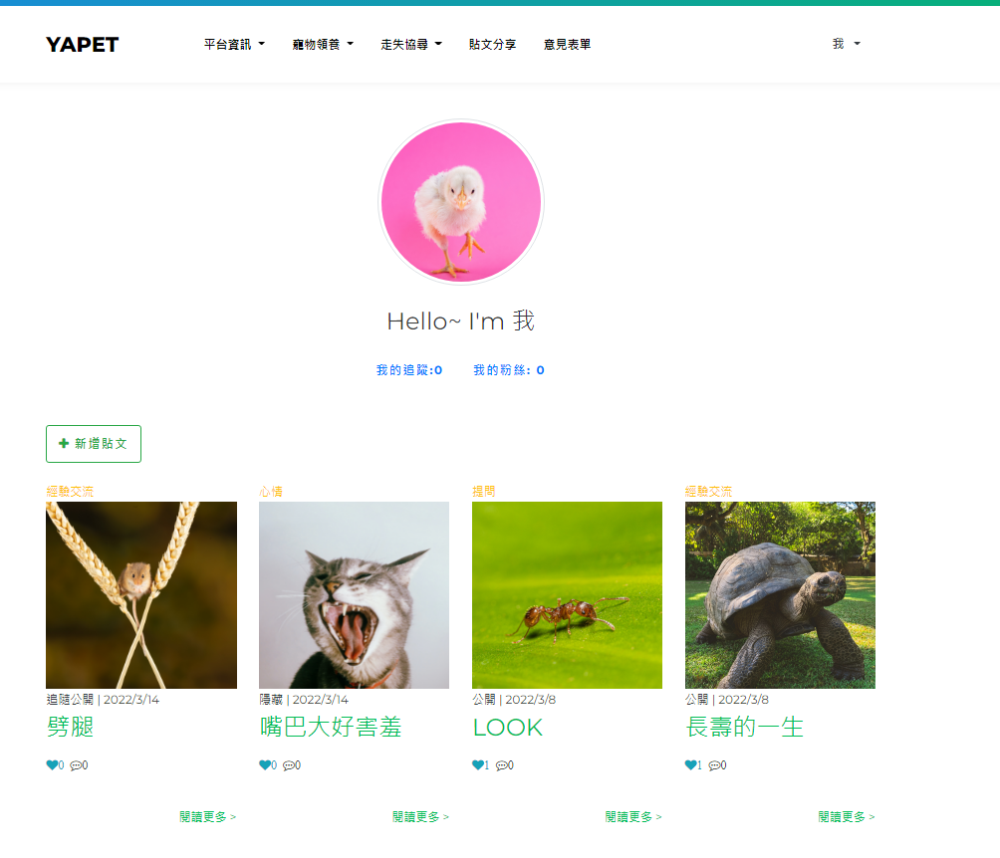 YAPET 平台資訊 寵物領養 走失協尋 貼文分享 意見表單 我
Hello~ I'm 我
我的追蹤:0 我的粉絲: 0
新增貼文
經驗交流 心情 提問 經驗交流
追隨公開 | 2022/3/14 隱藏 | 2022/3/14 公開 | 2022/3/8 公開 | 2022/3/8
劈腿 嘴巴大好害羞 LOOK 長壽的一生
0 0 0 0 1 0 1 0
閱讀更多 > 閱讀更多 > 閱讀更多 > 閱讀更多 >